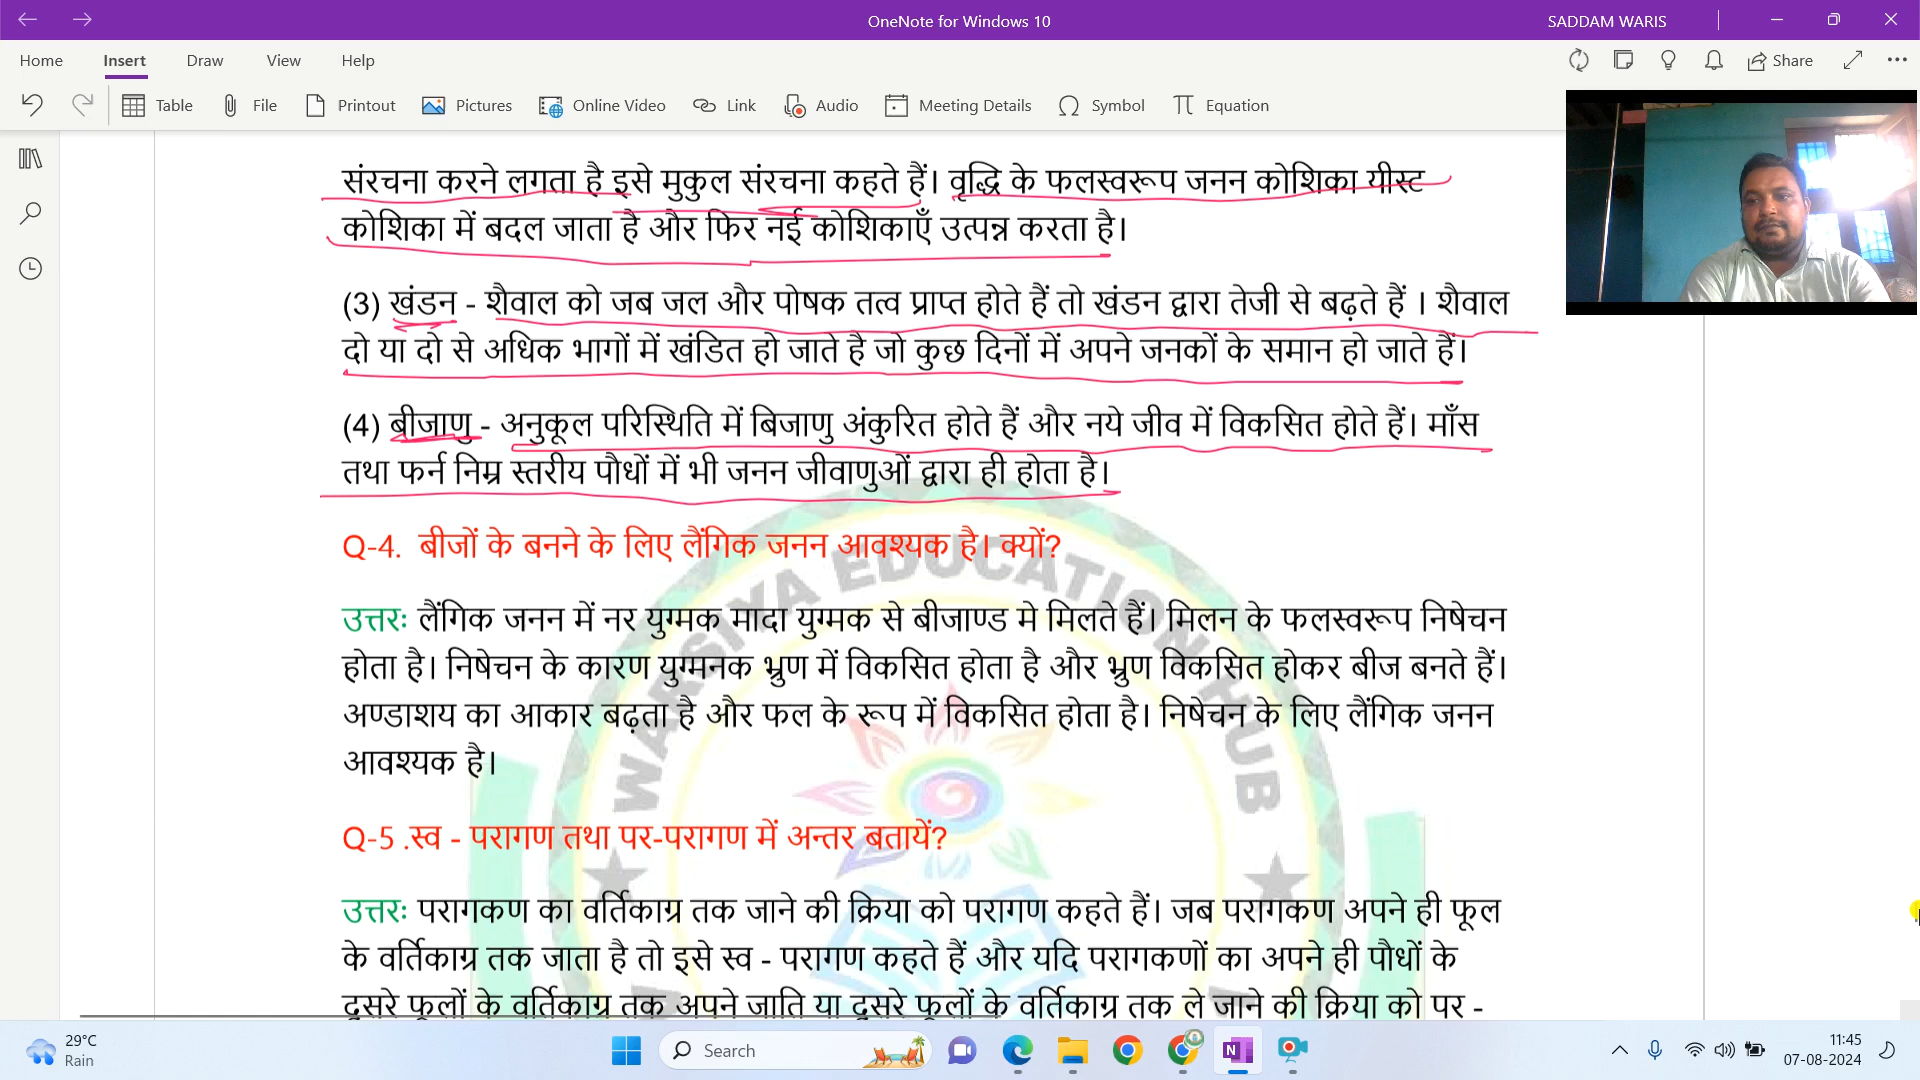 OneNote for Windows 10
SADDAM WARIS
Home Insert Draw View Help
Share
Table File Printout Pictures Online Video Link Audio Meeting Details Symbol Equation
संरचना करने लगता है इसे मुकुल संरचना कहते हैं। वृद्धि के फलस्वरूप जनन कोशिका यीस्ट
कोशिका में बदल जाता है और फिर नई कोशिकाएँ उत्पन्न करता है।
(3) खंडन - शैवाल को जब जल और पोषक तत्व प्राप्त होते हैं तो खंडन द्वारा तेजी से बढ़ते हैं । शैवाल
दो या दो से अधिक भागों में खंडित हो जाते है जो कुछ दिनों में अपने जनकों के समान हो जाते हैं।
(4) बीजाणु - अनुकूल परिस्थिति में बिजाणु अंकुरित होते हैं और नये जीव में विकसित होते हैं। माँस
तथा फर्न निम्न स्तरीय पौधों में भी जनन जीवाणुओं द्वारा ही होता है।
Q-4. बीजों के बनने के लिए लैंगिक जनन आवश्यक है। क्यों?
उत्तरः लैंगिक जनन में नर युग्मक मादा युग्मक से बीजाण्ड मे मिलते हैं। मिलन के फलस्वरूप निषेचन
होता है। निषेचन के कारण युग्मनक भ्रुण में विकसित होता है और भ्रुण विकसित होकर बीज बनते हैं।
अण्डाशय का आकार बढ़ता है और फल के रूप में विकसित होता है। निषेचन के लिए लैंगिक जनन
आवश्यक है।
Q-5 .स्व - परागण तथा पर-परागण में अन्तर बतायें?
उत्तरः परागकण का वर्तिकाग्र तक जाने की क्रिया को परागण कहते हैं। जब परागकण अपने ही फूल
के वर्तिकाग्र तक जाता है तो इसे स्व - परागण कहते हैं और यदि परागकणों का अपने ही पौधों के
दूसरे फूलों के वर्तिकाग्र तक अपने जाति या दूसरे फूलों के वर्तिकाग्र तक ले जाने की क्रिया को पर -
WARSIYA EDUCATION HUB
29°C
Rain
Search
11:45
07-08-2024